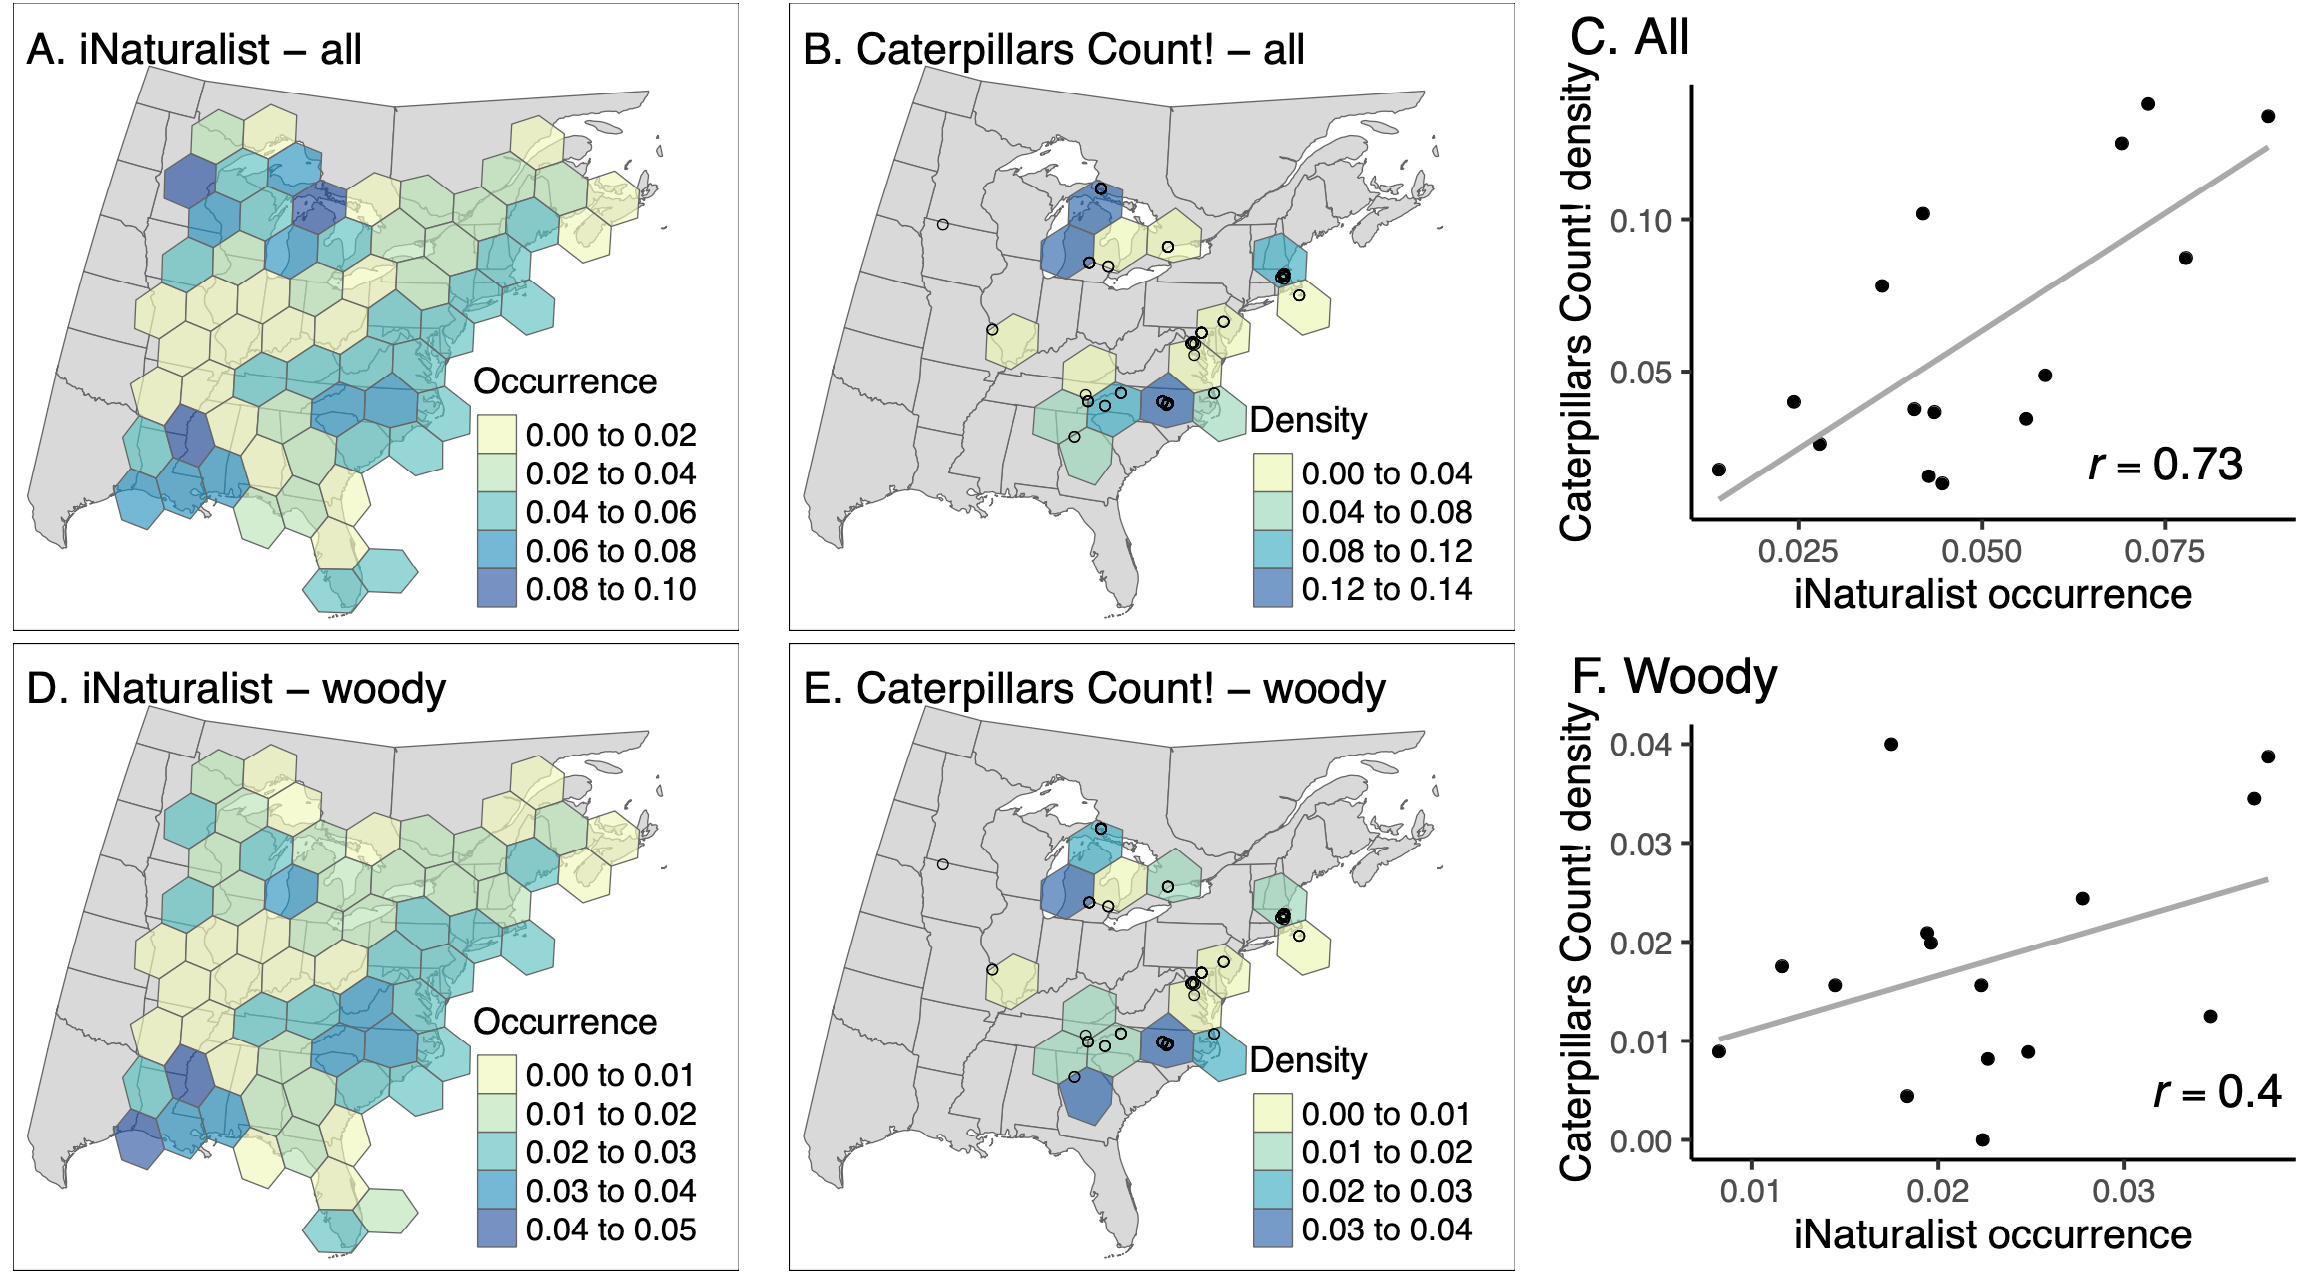 A. iNaturalist – all
Occurrence
0.00 to 0.02
0.02 to 0.04
0.04 to 0.06
0.06 to 0.08
0.08 to 0.10
B. Caterpillars Count! – all
Density
0.00 to 0.04
0.04 to 0.08
0.08 to 0.12
0.12 to 0.14
C. All
Caterpillars Count! density
0.10
0.05
r = 0.73
0.025 0.050 0.075
iNaturalist occurrence
D. iNaturalist – woody
Occurrence
0.00 to 0.01
0.01 to 0.02
0.02 to 0.03
0.03 to 0.04
0.04 to 0.05
E. Caterpillars Count! – woody
Density
0.00 to 0.01
0.01 to 0.02
0.02 to 0.03
0.03 to 0.04
F. Woody
Caterpillars Count! density
0.04
0.03
0.02
0.01
0.00
r = 0.4
0.01 0.02 0.03
iNaturalist occurrence